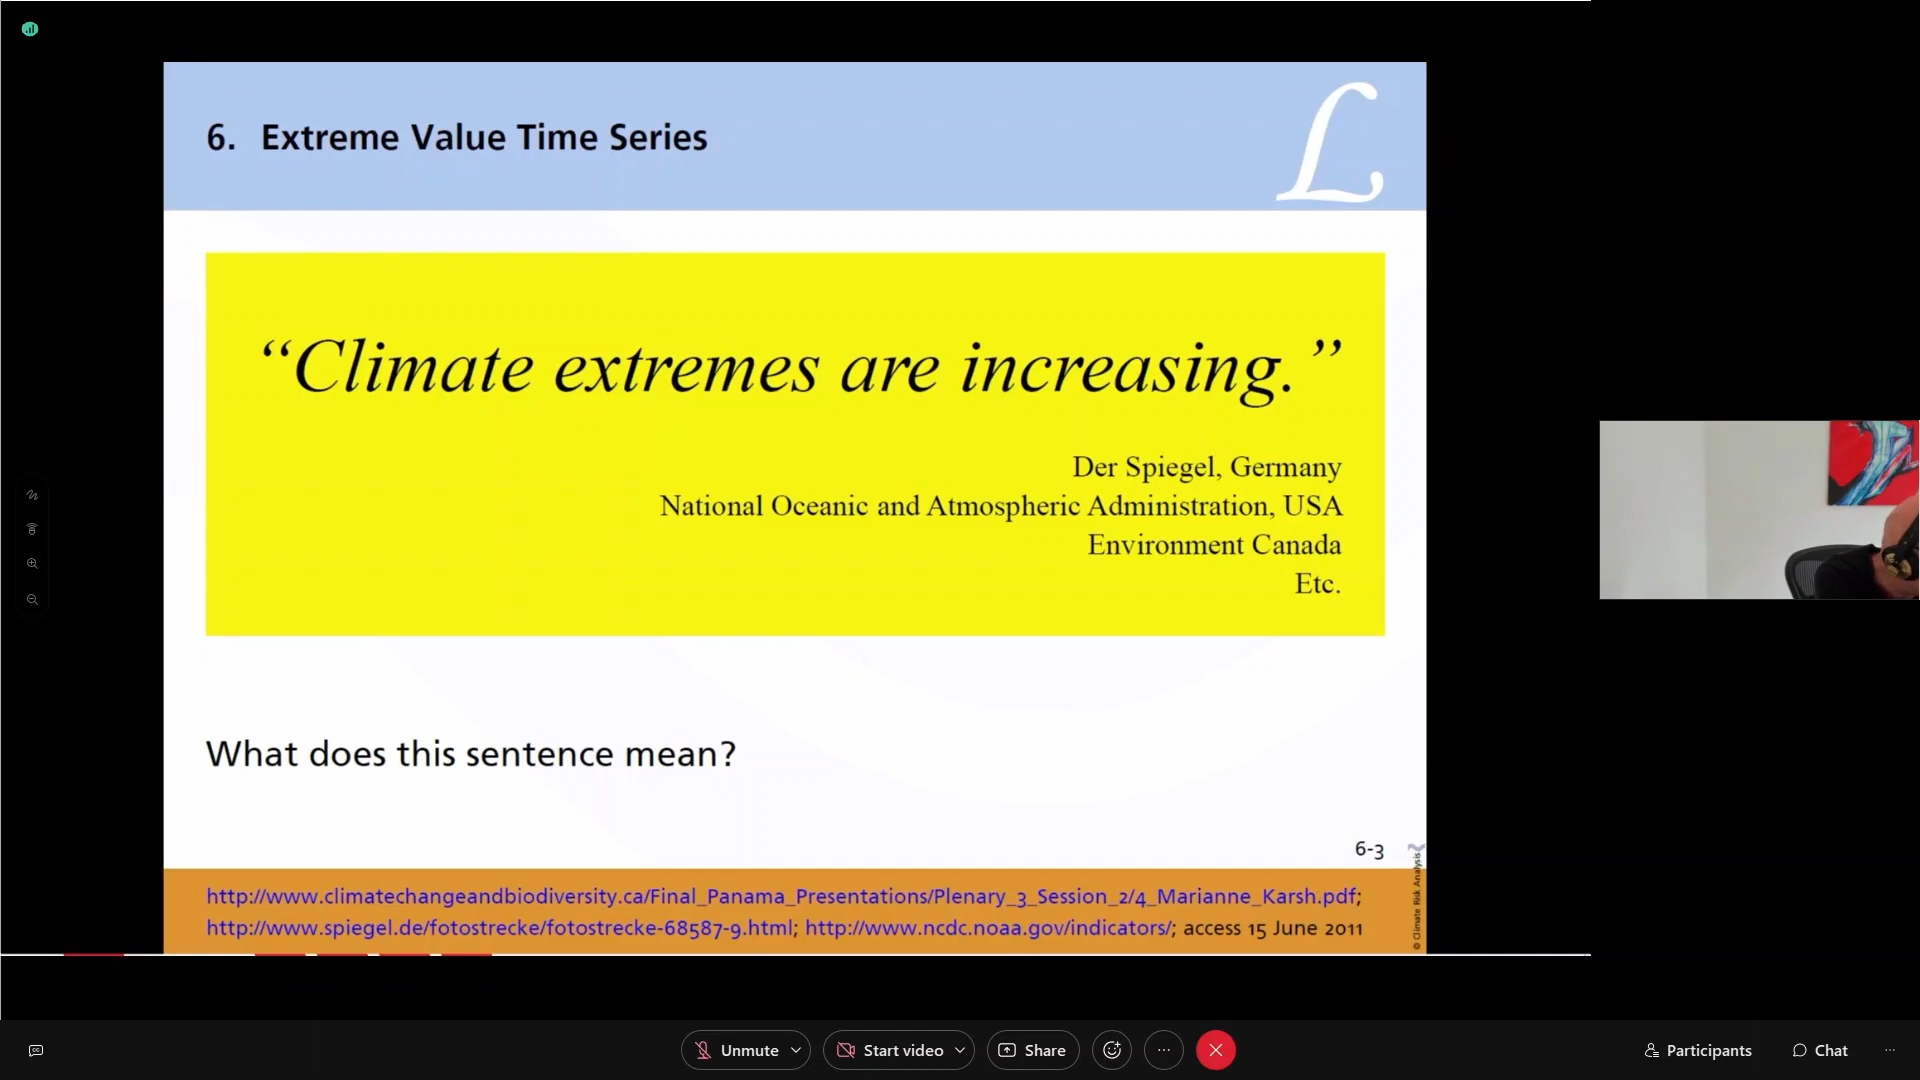 6. Extreme Value Time Series
L
“Climate extremes are increasing.”
Der Spiegel, Germany
National Oceanic and Atmospheric Administration, USA
Environment Canada
Etc.
What does this sentence mean?
6-3
© Climate Risk Analysis
http://www.climatechangeandbiodiversity.ca/Final_Panama_Presentations/Plenary_3_Session_2/4_Marianne_Karsh.pdf;
http://www.spiegel.de/fotostrecke/fotostrecke-68587-9.html; http://www.ncdc.noaa.gov/indicators/; access 15 June 2011
Unmute
Start video
Share
Participants
Chat